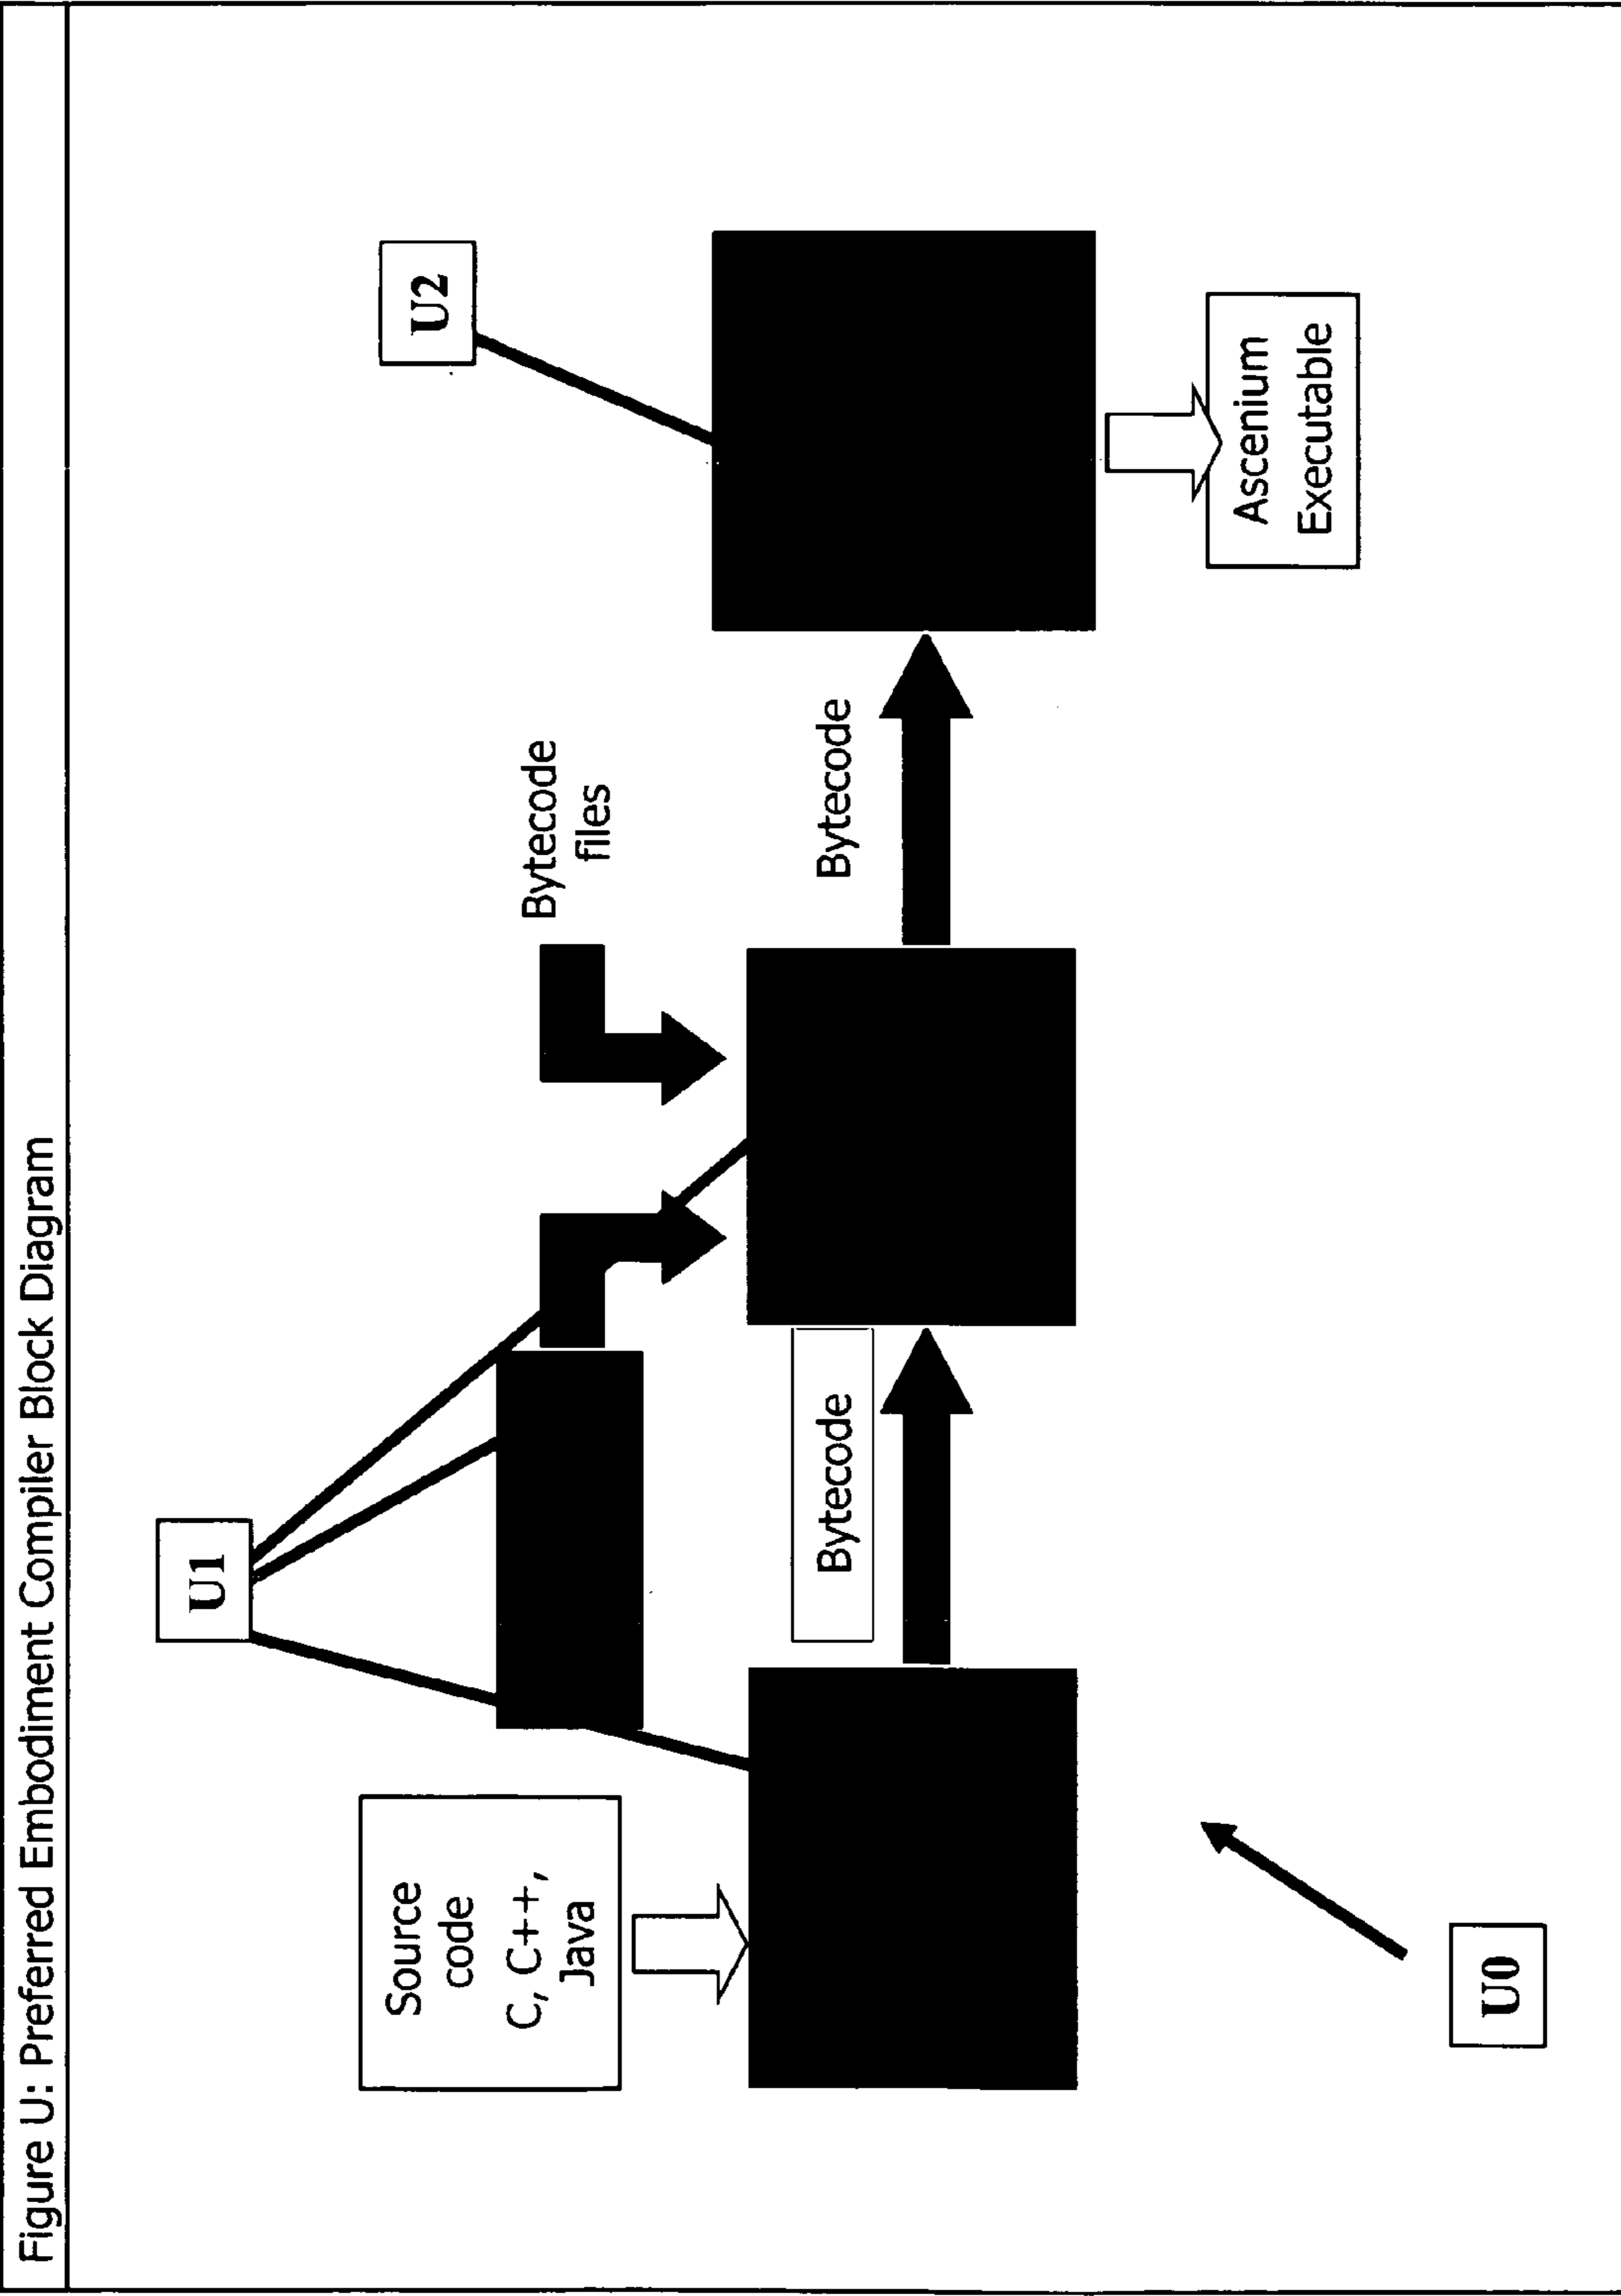 Figure U: Preferred Embodiment Compiler Block Diagram
U1
U2
Source
code
C, C++,
Java
Bytecode
files
Bytecode
Bytecode
Ascenium
Executable
U0